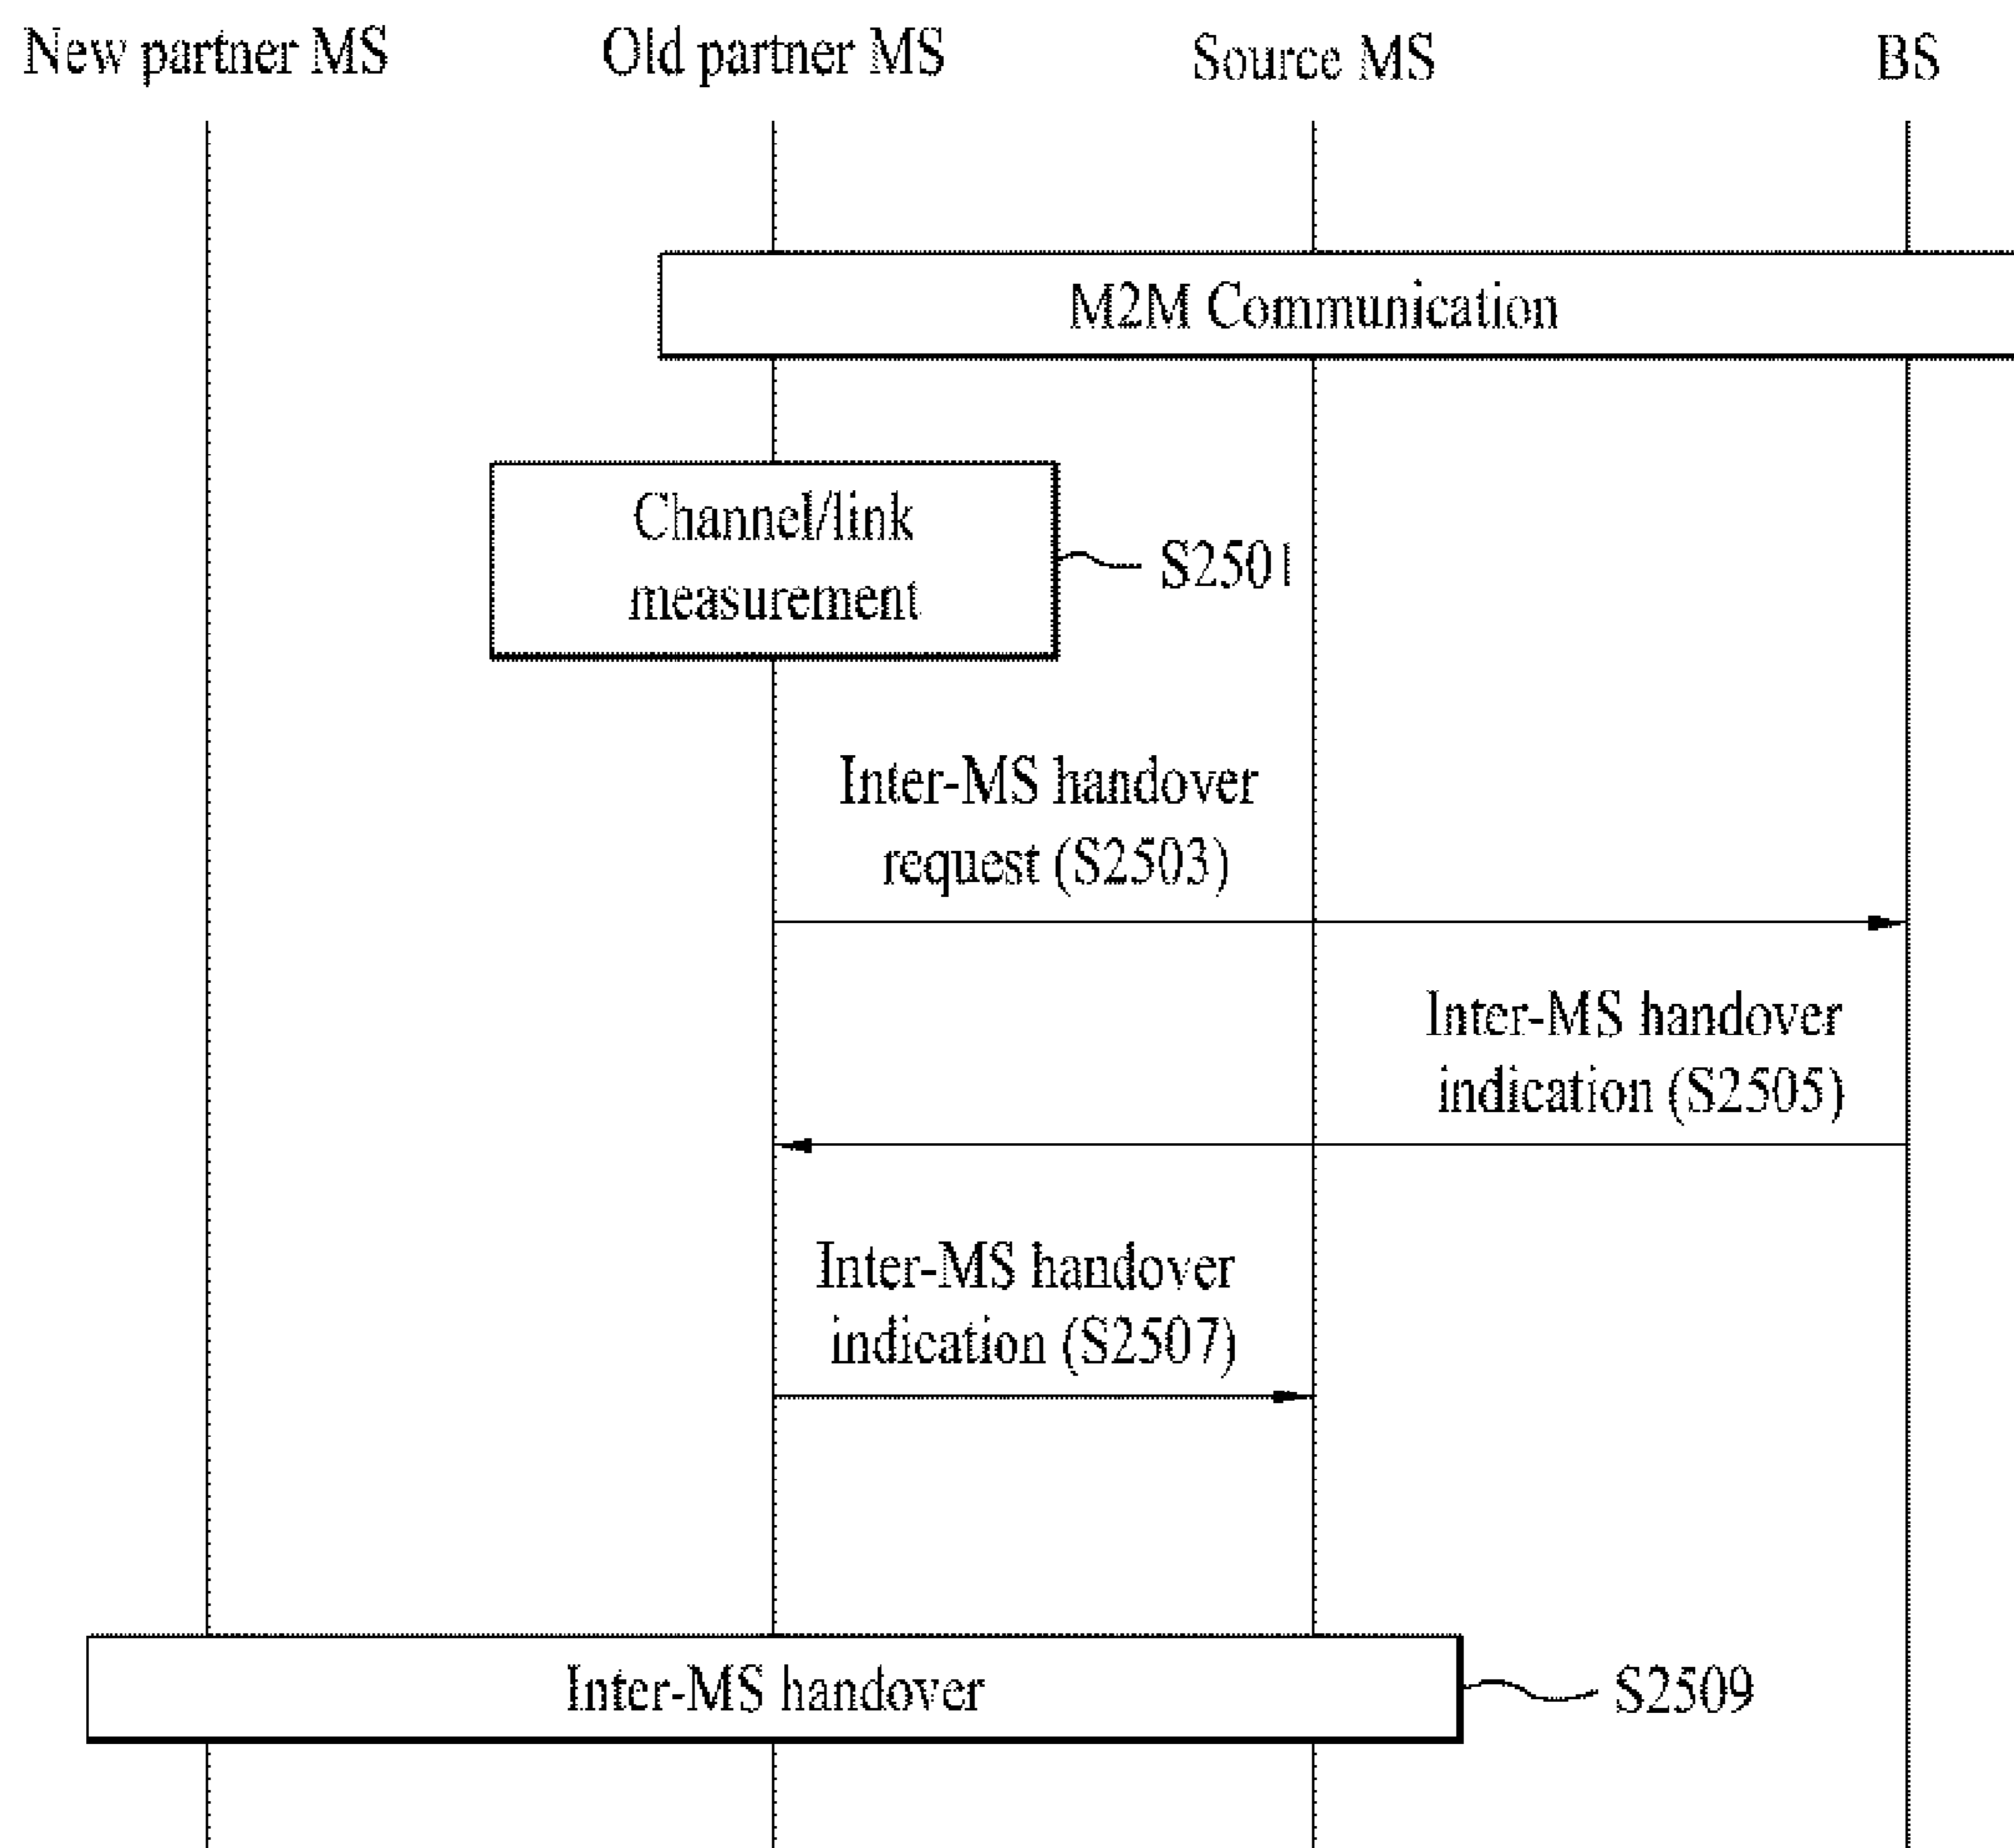 New partner MS
Old partner MS
Source MS
BS
M2M Communication
Channel/link
measurement
S2501
Inter-MS handover
request (S2503)
Inter-MS handover
indication (S2505)
Inter-MS handover
indication (S2507)
Inter-MS handover
S2509